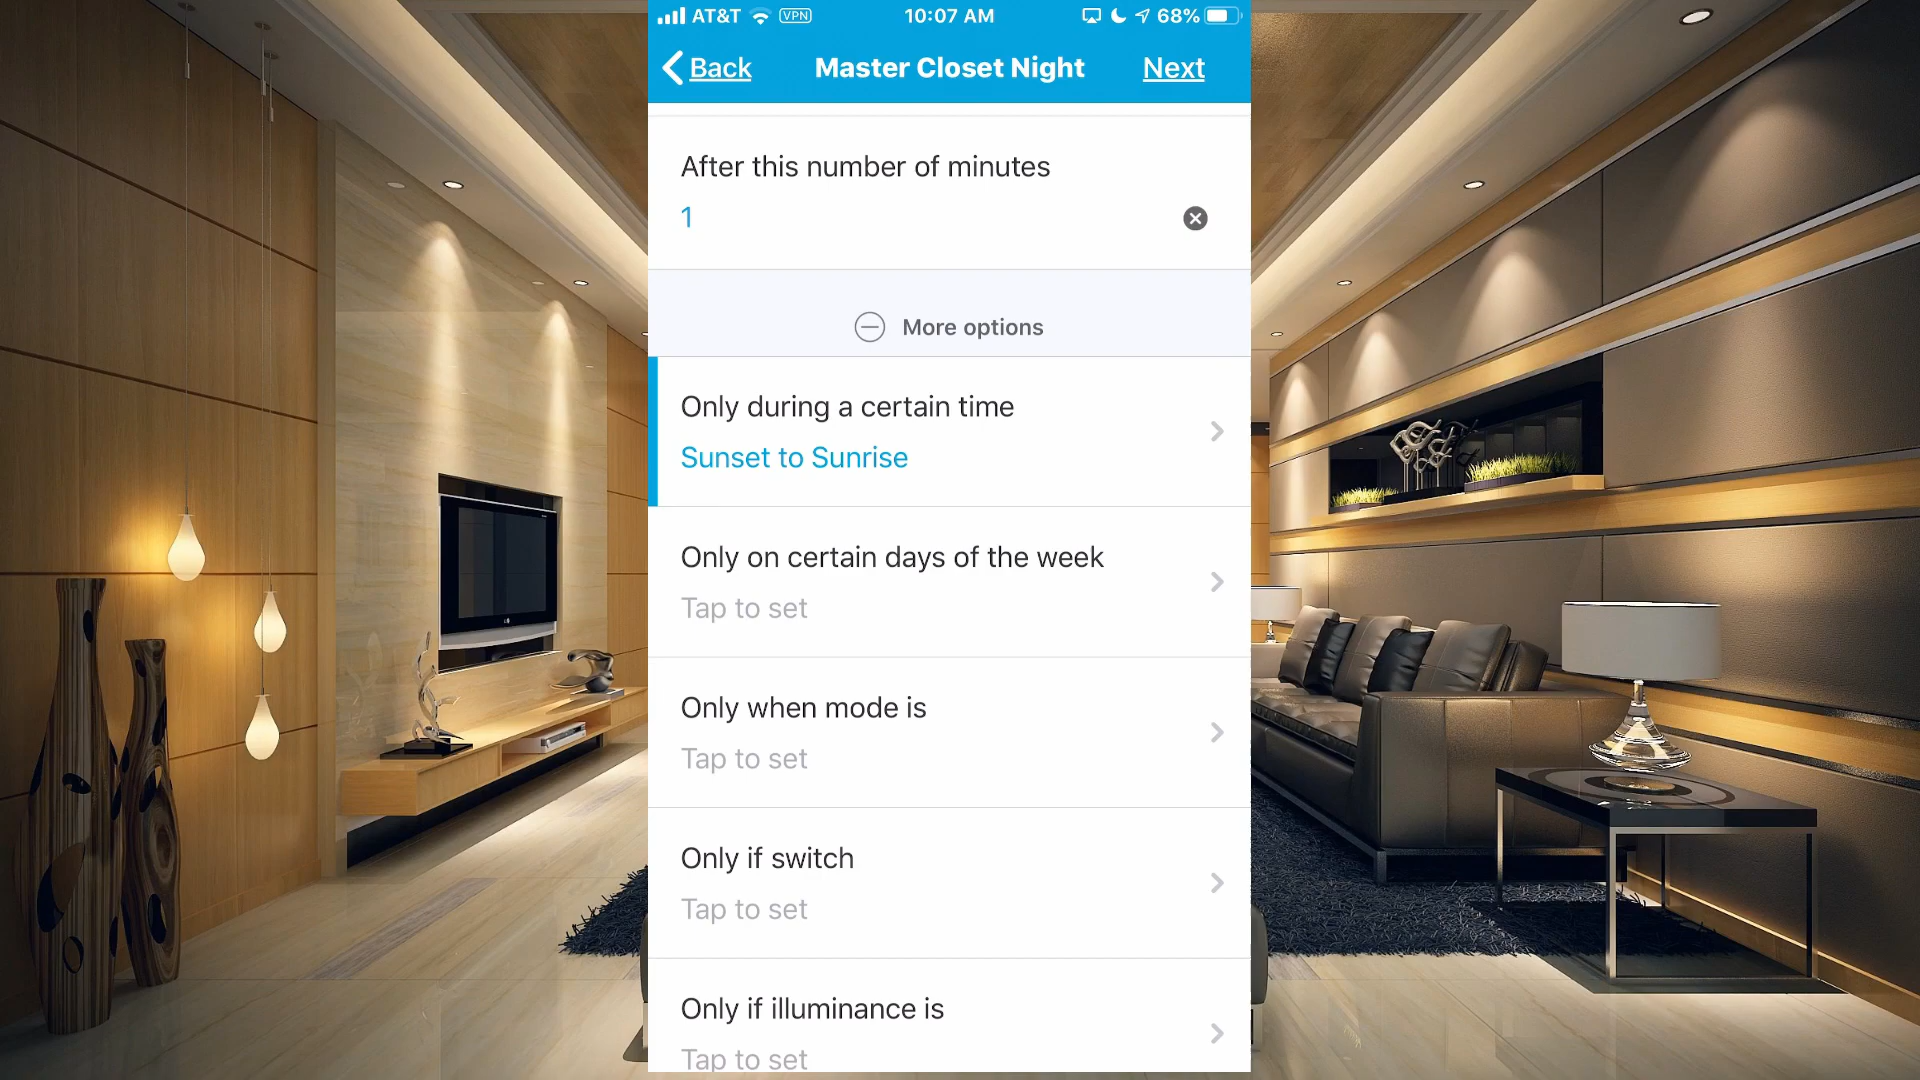 AT&T VPN 10:07 AM 68%
Back Master Closet Night Next
After this number of minutes
1
More options
Only during a certain time
Sunset to Sunrise
Only on certain days of the week
Tap to set
Only when mode is
Tap to set
Only if switch
Tap to set
Only if illuminance is
Tap to set